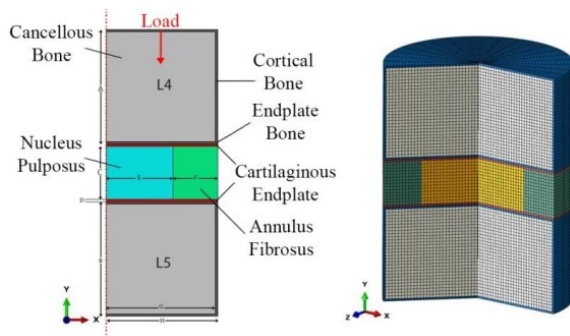 Cancellous
Bone
Load
Cortical
Bone
L4
Endplate
Bone
Nucleus
Pulposus
E
F
Cartilaginous
Endplate
D
Annulus
Fibrosus
L5
G
H
Y
X
Y
Z
X